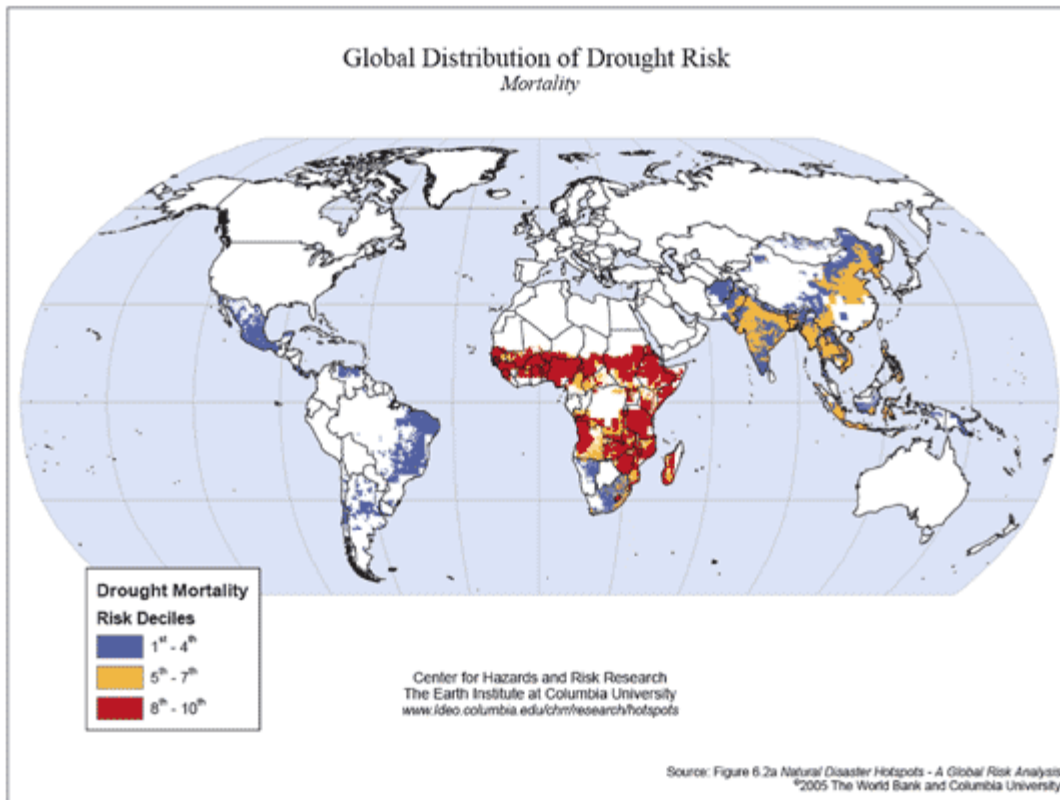 Global Distribution of Drought Risk
Mortality
Drought Mortality
Risk Deciles
1st - 4th
5th - 7th
8th - 10th
Center for Hazards and Risk Research
The Earth Institute at Columbia University
www.ldeo.columbia.edu/chrr/research/hotspots
Source: Figure 6.2a Natural Disaster Hotspots - A Global Risk Analysis
©2005 The World Bank and Columbia University